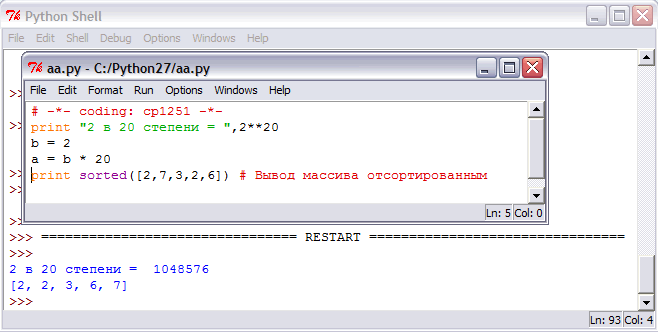 Python Shell
File Edit Shell Debug Options Windows Help
aa.py - C:/Python27/aa.py
File Edit Format Run Options Windows Help
# -*- coding: cp1251 -*-
print "2 в 20 степени = ",2**20
b = 2
a = b * 20
print sorted([2,7,3,2,6]) # Вывод массива отсортированным
Ln: 5 Col: 0
>>> ================================ RESTART ================================
>>>
2 в 20 степени =  1048576
[2, 2, 3, 6, 7]
>>>
Ln: 93 Col: 4